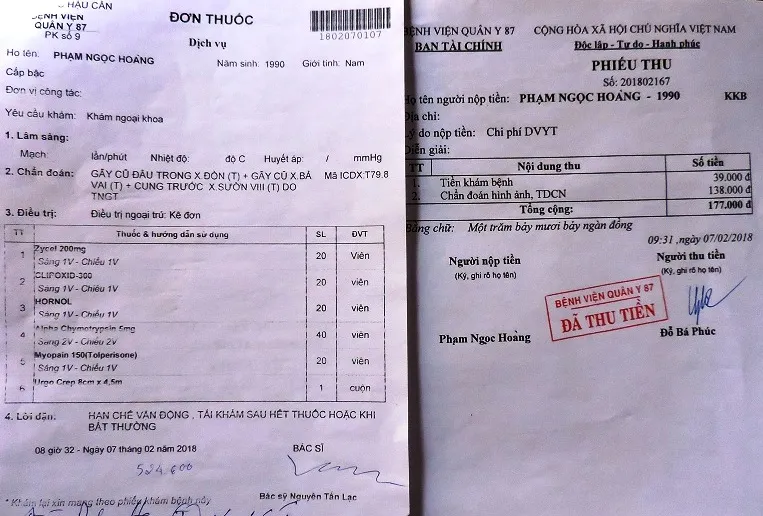 HẬU CẦN
BỆNH VIỆN
QUÂN Y 87
PK số 9
ĐƠN THUỐC
Dịch vụ
1802070107
Họ tên: PHẠM NGỌC HOÀNG
Năm sinh: 1990 Giới tính: Nam
Cấp bậc
Đơn vị công tác:
Yêu cầu khám: Khám ngoại khoa
1. Lâm sàng:
Mạch: lần/phút Nhiệt độ: độ C Huyết áp: / mmHg
2. Chẩn đoán: GÃY CŨ ĐẦU TRONG X ĐÒN (T) + GÃY CŨ X.BẢ Mã ICDX:T79.8
VAI (T) + CUNG TRƯỚC X SƯỜN VIII (T) DO
TNGT
3. Điều trị: Điều trị ngoại trú: Kê đơn
TT Thuốc & hướng dẫn sử dụng SL ĐVT
1 Zycel 200mg 20 Viên
Sáng 1V - Chiều 1V
2 CLIPOXID-300 20 Viên
Sáng 1V - Chiều 1V
3 HORNOL 20 viên
Sáng 1V - Chiều 1V
4 Alpha Chymotrypsin 5mg 40 viên
Sáng 2V - Chiều 2V
5 Myopain 150(Tolperisone) 20 viên
Sáng 1V - Chiều 1V
6 Urgo Crep 8cm x 4,5m 1 cuộn
4. Lời dặn: HẠN CHẾ VẬN ĐỘNG , TÁI KHÁM SAU HẾT THUỐC HOẶC KHI
BẤT THƯỜNG
08 giờ 32 - Ngày 07 tháng 02 năm 2018 BÁC SĨ
524,600
Bác sỹ Nguyễn Tấn Lạc
* Khám lại xin mang theo phiếu khám bệnh này
BỆNH VIỆN QUÂN Y 87 CỘNG HÒA XÃ HỘI CHỦ NGHĨA VIỆT NAM
BAN TÀI CHÍNH Độc lập - Tự do - Hạnh phúc
PHIẾU THU
Số: 201802167
Họ tên người nộp tiền: PHẠM NGỌC HOÀNG - 1990 KKB
Địa chỉ:
Lý do nộp tiền: Chi phí DVYT
Diễn giải:
TT Nội dung thu Số tiền
1. Tiền khám bệnh 39.000 đ
2. Chẩn đoán hình ảnh, TDCN 138.000 đ
Tổng cộng: 177.000 đ
Bằng chữ: Một trăm bảy mươi bảy ngàn đồng
09:31 ,ngày 07/02/2018
Người nộp tiền Người thu tiền
(Ký, ghi rõ họ tên) (Ký, ghi rõ họ tên)
BỆNH VIỆN QUÂN Y 87
ĐÃ THU TIỀN
Phạm Ngọc Hoàng Đỗ Bá Phúc